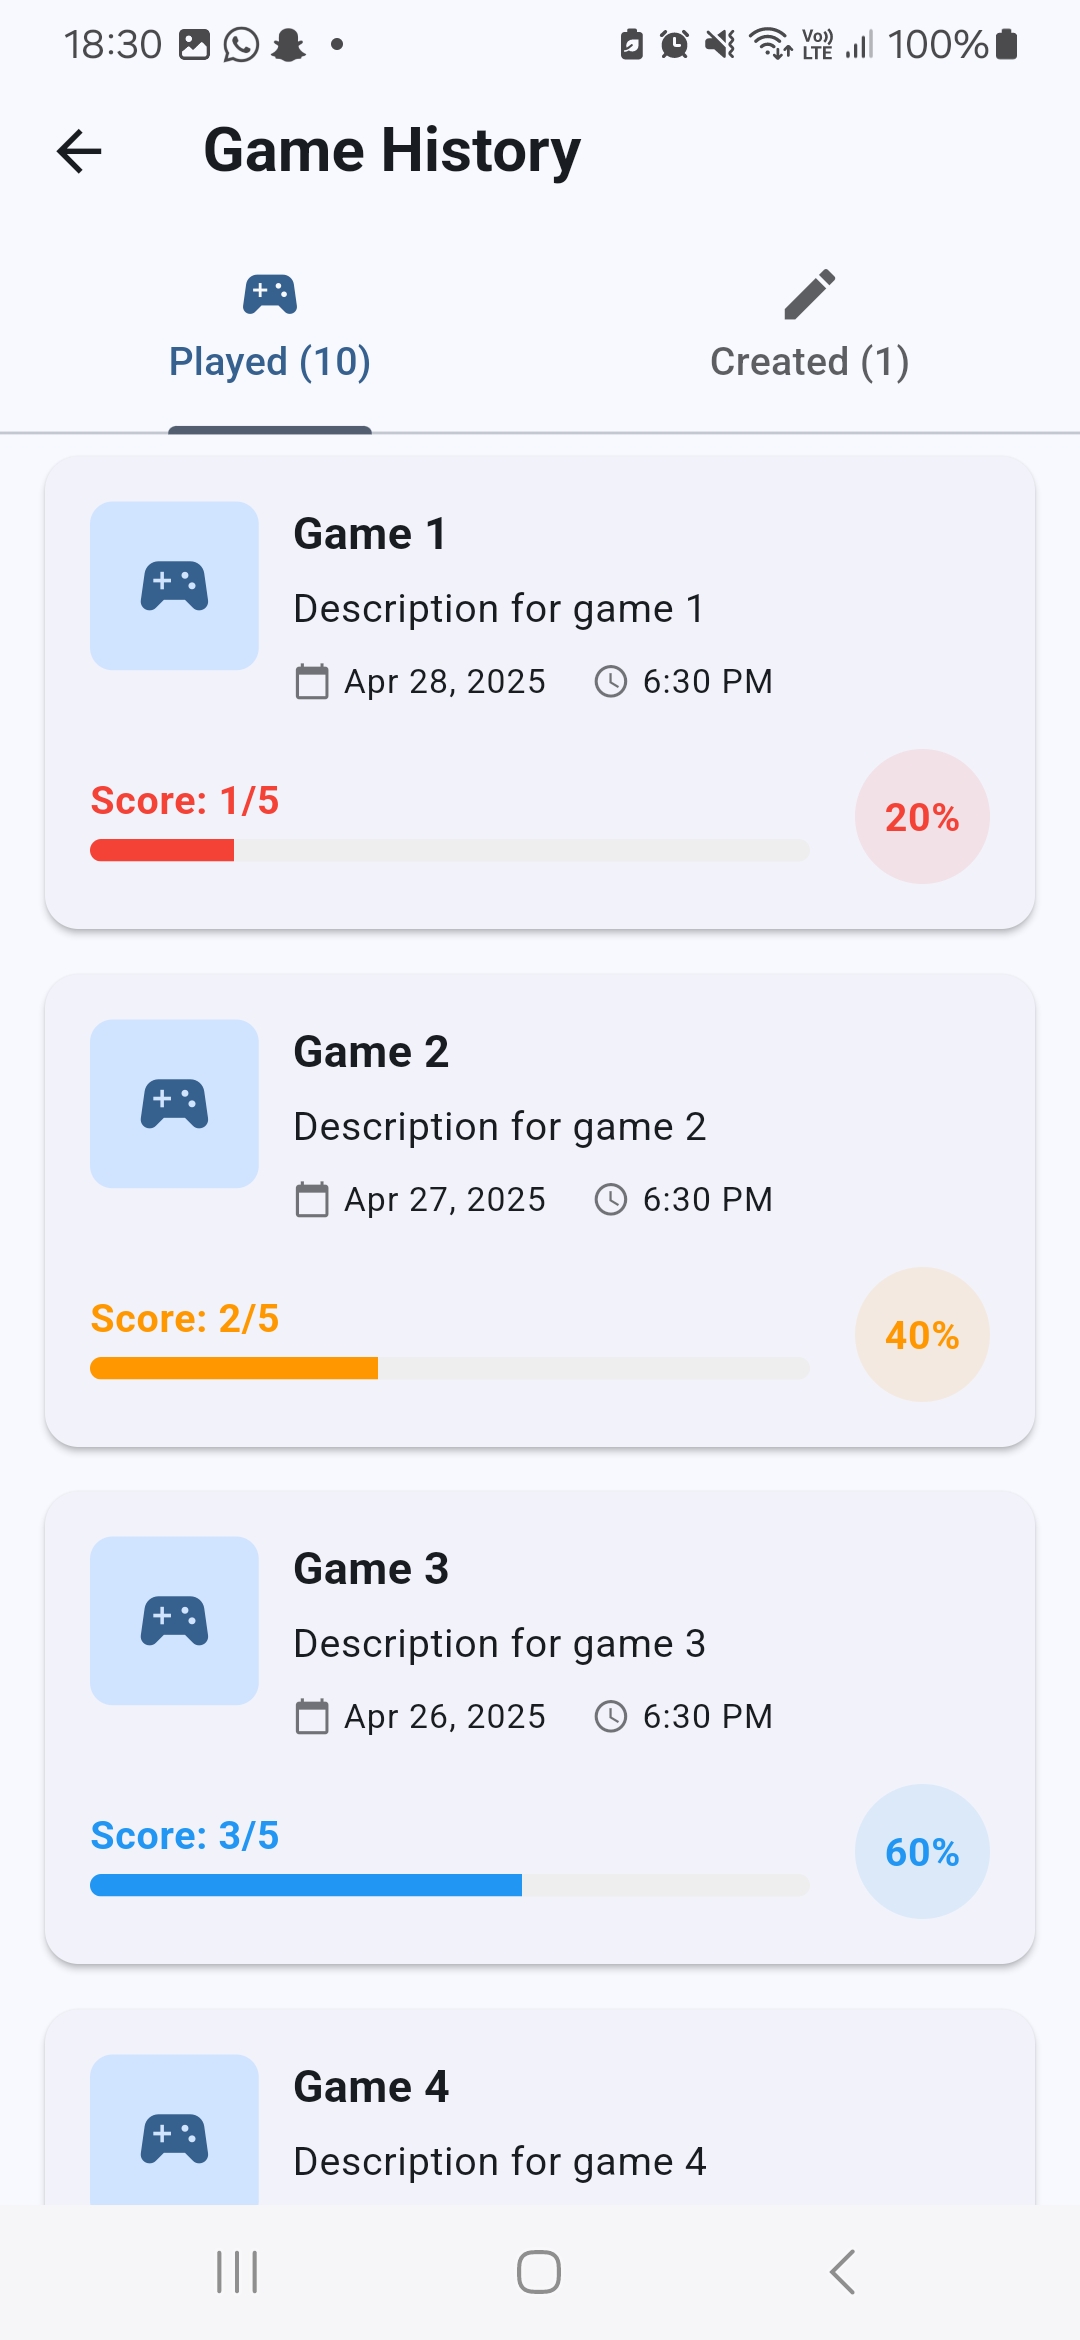 18:30 Vo)) LTE 100%
Game History
Played (10) Created (1)
Game 1
Description for game 1
Apr 28, 2025 6:30 PM
Score: 1/5
20%
Game 2
Description for game 2
Apr 27, 2025 6:30 PM
Score: 2/5
40%
Game 3
Description for game 3
Apr 26, 2025 6:30 PM
Score: 3/5
60%
Game 4
Description for game 4